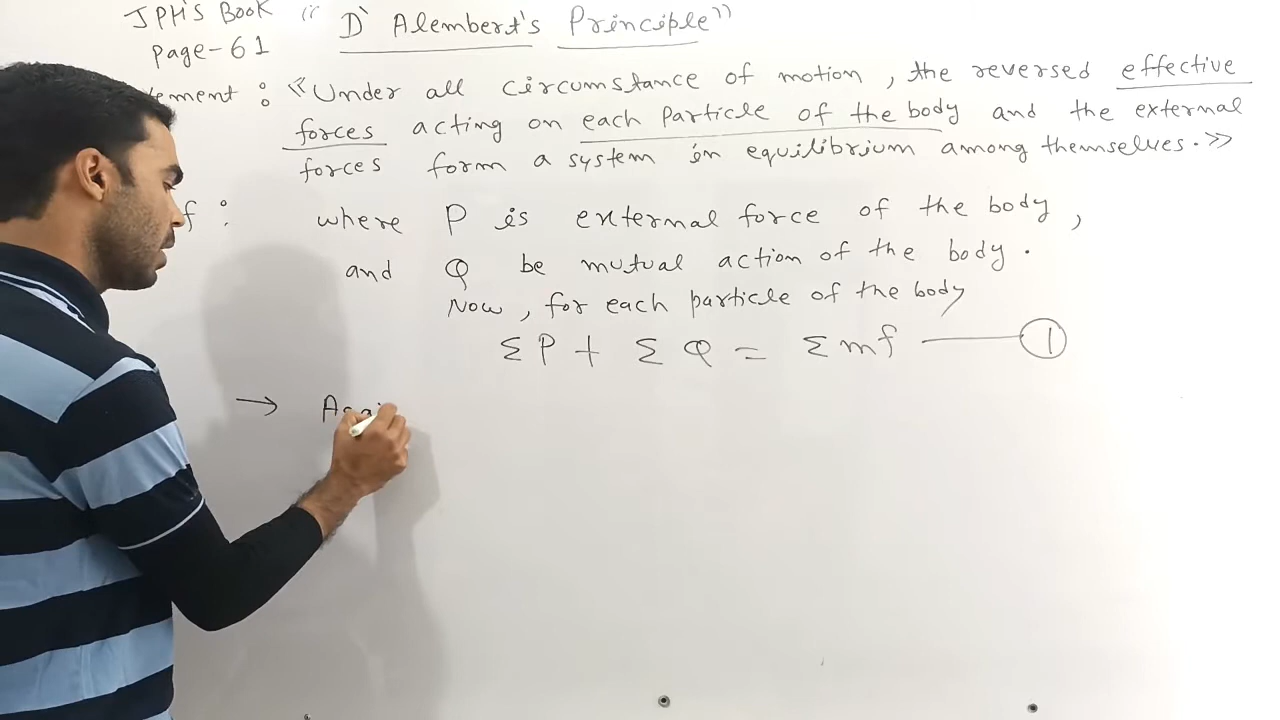 JPH'S BOOK "D' Alembert's Principle"
Page-61
ement : «Under all circumstance of motion, the reversed effective
forces acting on each Particle of the body and the external
forces form a system in equilibrium among themselves.»
f : where P is external force of the body,
and Q be mutual action of the body.
Now, for each particle of the body
ΣP + ΣQ = Σmf —— 1
→ Agai